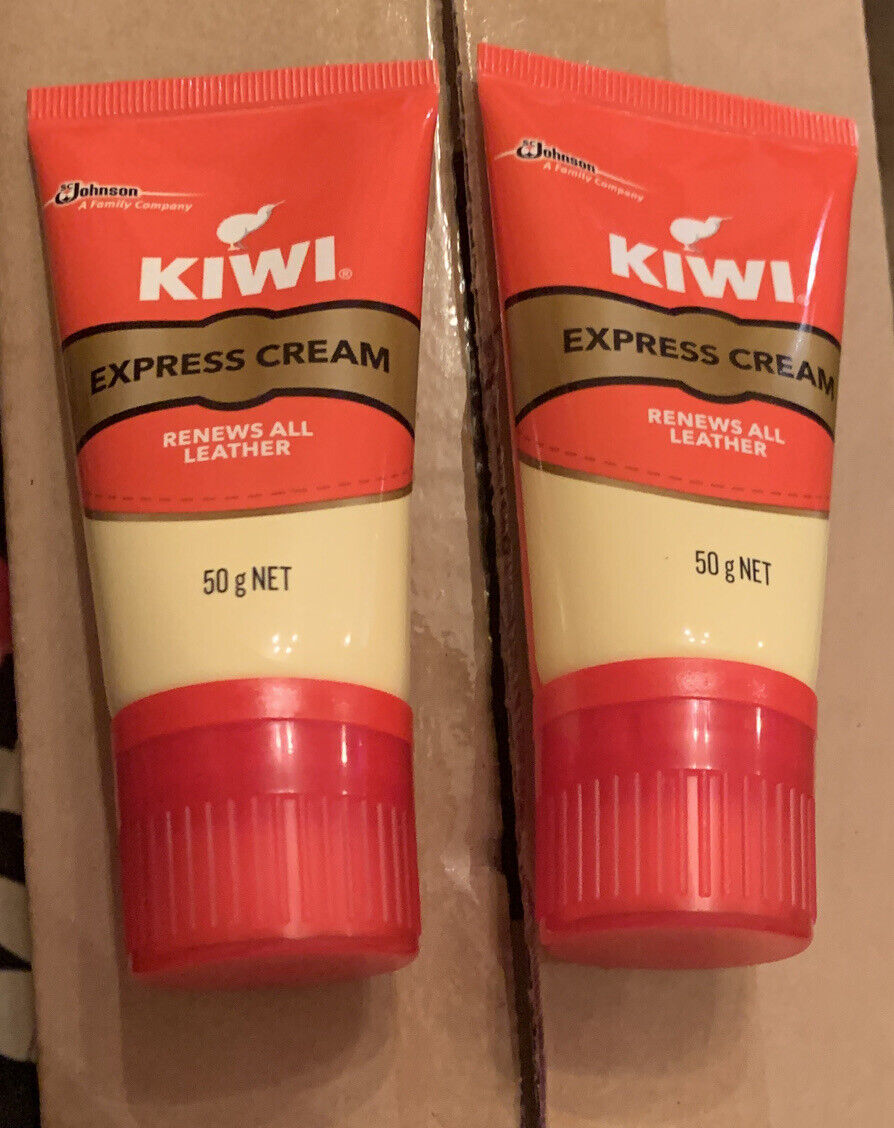 SC Johnson
A Family Company
KIWI®
EXPRESS CREAM
RENEWS ALL
LEATHER
50 g NET
SC Johnson
A Family Company
KIWI
EXPRESS CREAM
RENEWS ALL
LEATHER
50 g NET